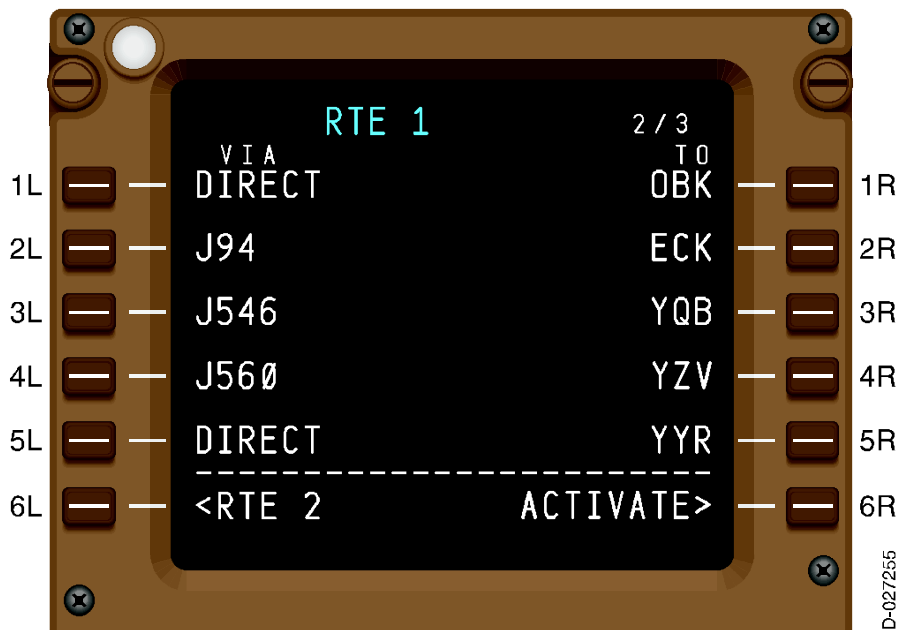 RTE 1 2/3
VIA TO
1L DIRECT OBK 1R
2L J94 ECK 2R
3L J546 YQB 3R
4L J560 YZV 4R
5L DIRECT YYR 5R
6L <RTE 2 ACTIVATE> 6R
D-027255